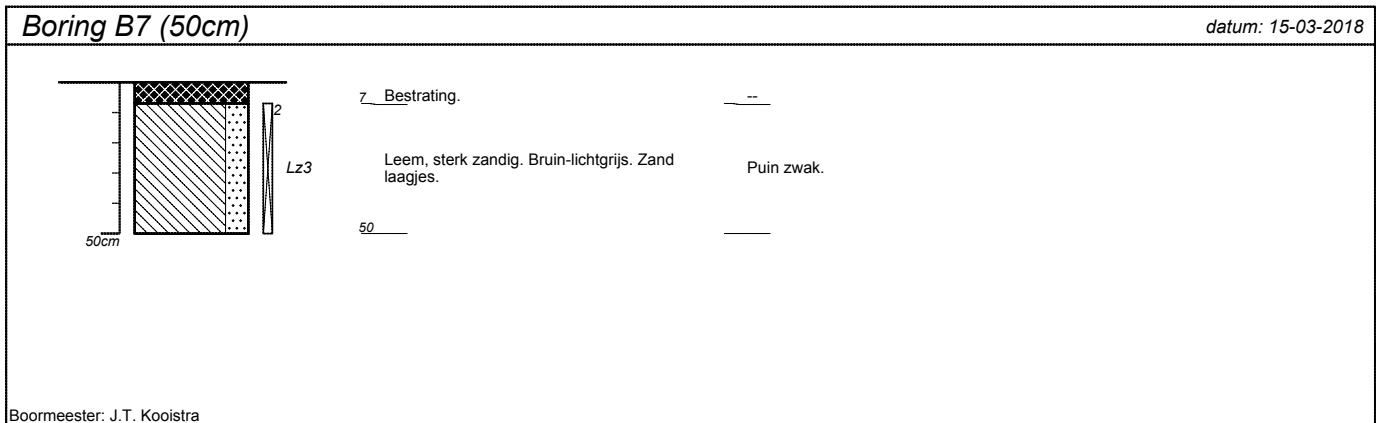 Boring B7 (50cm)
datum: 15-03-2018
7 Bestrating. --
2
Lz3
Leem, sterk zandig. Bruin-lichtgrijs. Zand
laagjes.
Puin zwak.
50
50cm
Boormeester: J.T. Kooistra